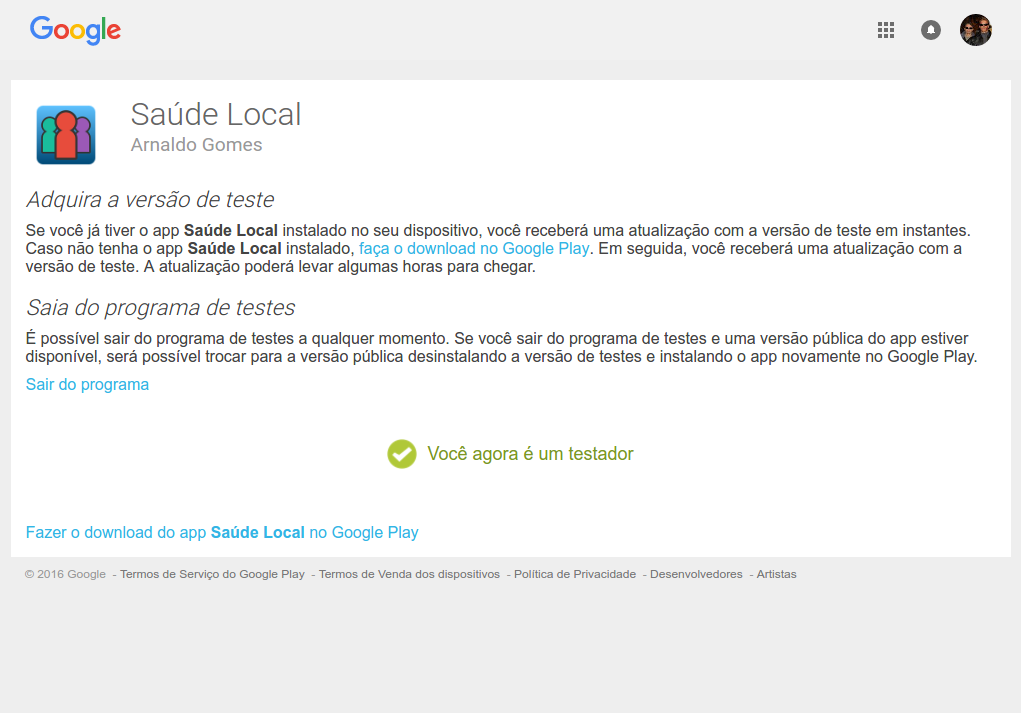 Google
Saúde Local
Arnaldo Gomes
Adquira a versão de teste
Se você já tiver o app Saúde Local instalado no seu dispositivo, você receberá uma atualização com a versão de teste em instantes.
Caso não tenha o app Saúde Local instalado, faça o download no Google Play. Em seguida, você receberá uma atualização com a
versão de teste. A atualização poderá levar algumas horas para chegar.
Saia do programa de testes
É possível sair do programa de testes a qualquer momento. Se você sair do programa de testes e uma versão pública do app estiver
disponível, será possível trocar para a versão pública desinstalando a versão de testes e instalando o app novamente no Google Play.
Sair do programa
Você agora é um testador
Fazer o download do app Saúde Local no Google Play
© 2016 Google - Termos de Serviço do Google Play - Termos de Venda dos dispositivos - Política de Privacidade - Desenvolvedores - Artistas